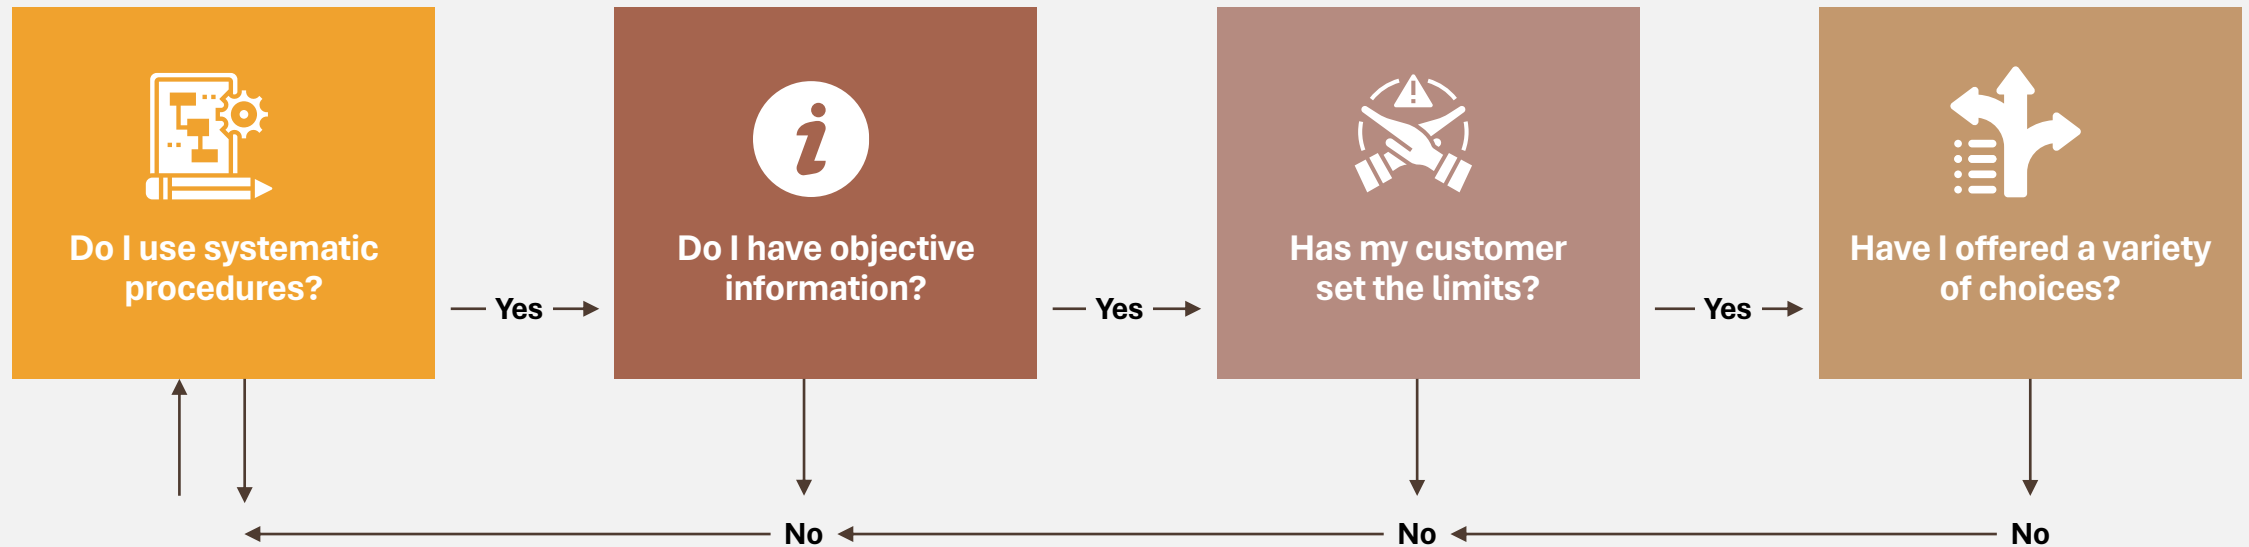 Do I use systematic
procedures?
Yes
Do I have objective
information?
Yes
Has my customer
set the limits?
Yes
Have I offered a variety
of choices?
No
No
No